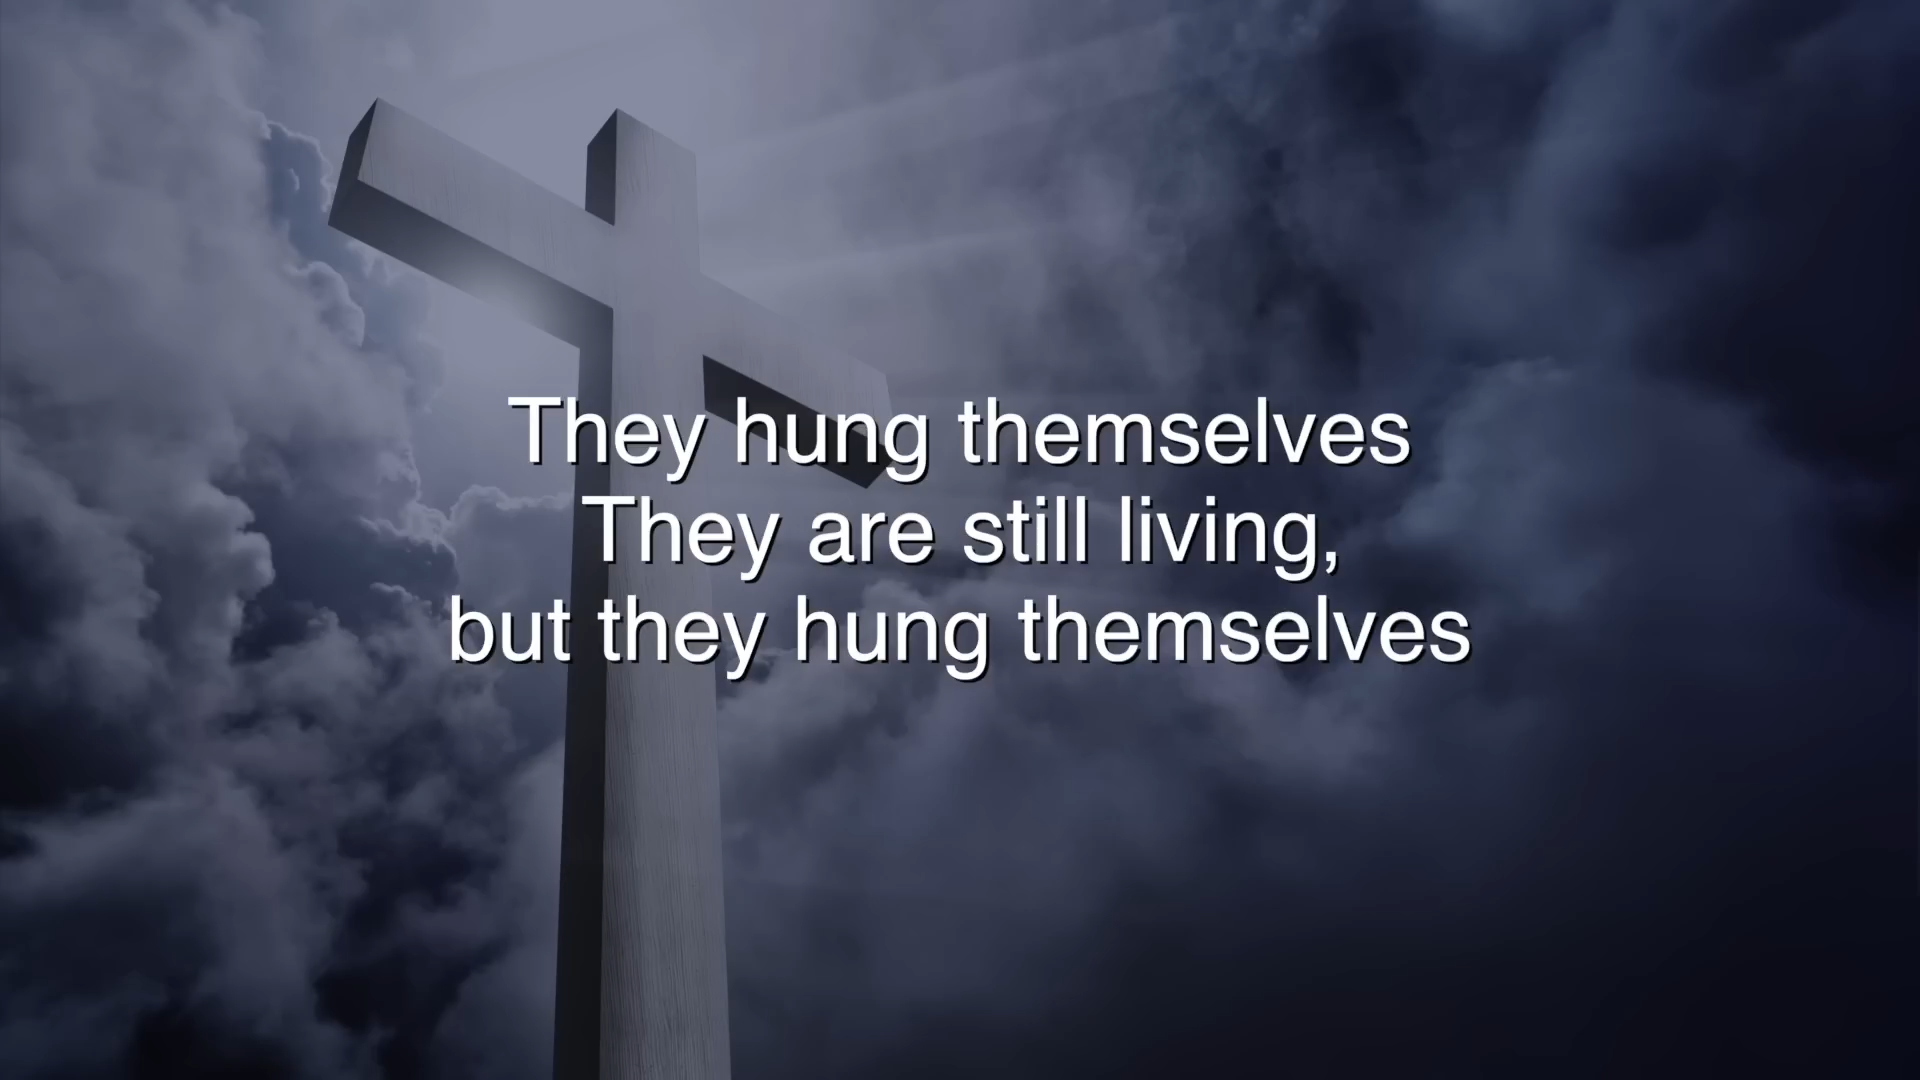 They hung themselves
They are still living,
but they hung themselves